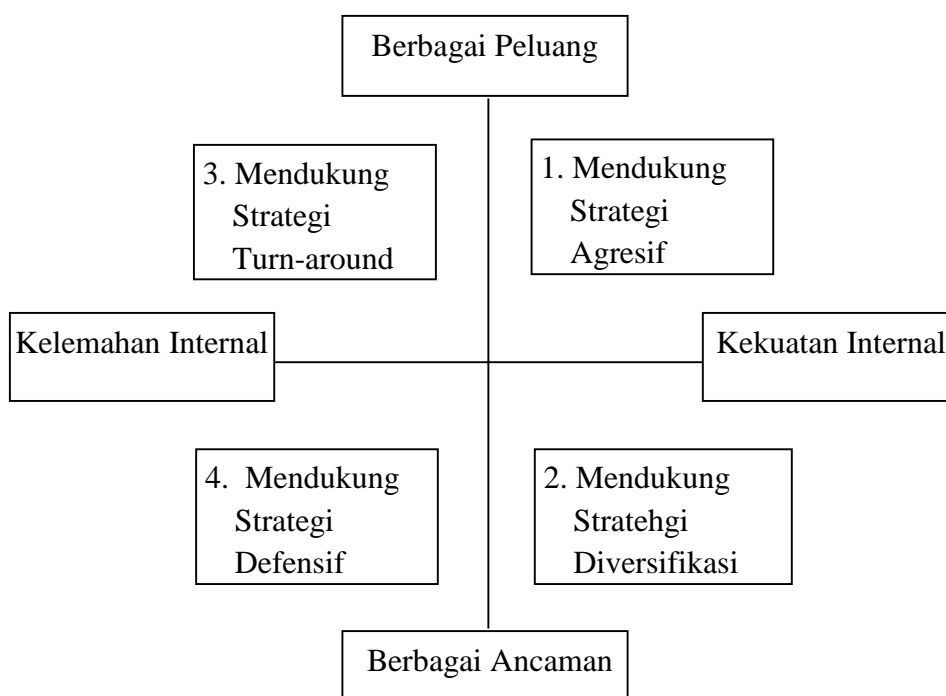 Berbagai Peluang
3. Mendukung
Strategi
Turn-around
1. Mendukung
Strategi
Agresif
Kelemahan Internal
Kekuatan Internal
4. Mendukung
Strategi
Defensif
2. Mendukung
Stratehgi
Diversifikasi
Berbagai Ancaman